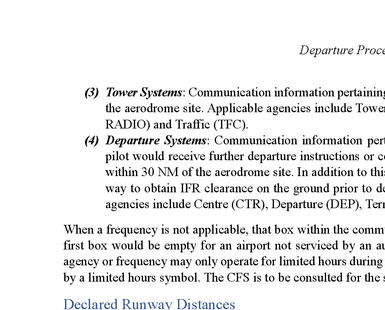 Departure Proce
(3) Tower Systems: Communication information pertaining
the aerodrome site. Applicable agencies include Tower
RADIO) and Traffic (TFC).
(4) Departure Systems: Communication information per
pilot would receive further departure instructions or c
within 30 NM of the aerodrome site. In addition to this
way to obtain IFR clearance on the ground prior to de
agencies include Centre (CTR), Departure (DEP), Ter
When a frequency is not applicable, that box within the comm
first box would be empty for an airport not serviced by an au
agency or frequency may only operate for limited hours during
by a limited hours symbol. The CFS is to be consulted for the s
Declared Runway Distances